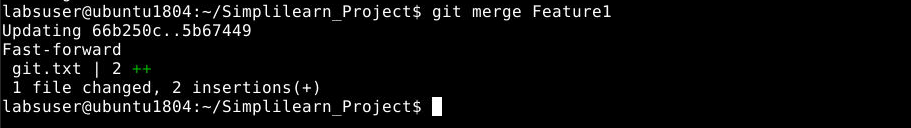 labsuser@ubuntu1804:~/Simplilearn_Project$ git merge Feature1
Updating 66b250c..5b67449
Fast-forward
 git.txt | 2 ++
 1 file changed, 2 insertions(+)
labsuser@ubuntu1804:~/Simplilearn_Project$